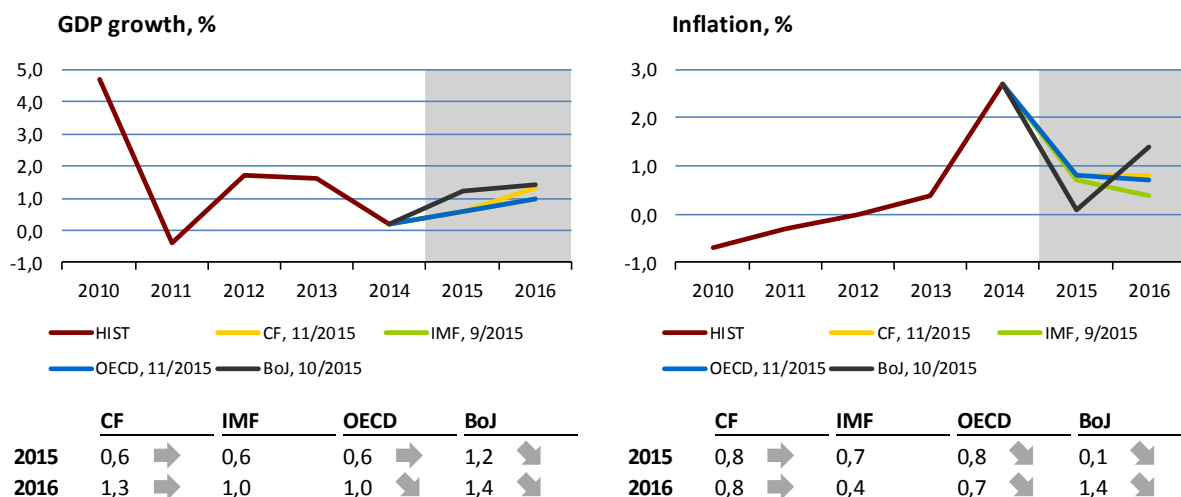 GDP growth, %
5,0
4,0
3,0
2,0
1,0
0,0
-1,0
2010 2011 2012 2013 2014 2015 2016
HIST CF, 11/2015 IMF, 9/2015
OECD, 11/2015 BoJ, 10/2015
CF IMF OECD BoJ
2015 0,6 0,6 0,6 1,2
2016 1,3 1,0 1,0 1,4
Inflation, %
3,0
2,0
1,0
0,0
-1,0
2010 2011 2012 2013 2014 2015 2016
HIST CF, 11/2015 IMF, 9/2015
OECD, 11/2015 BoJ, 10/2015
CF IMF OECD BoJ
2015 0,8 0,7 0,8 0,1
2016 0,8 0,4 0,7 1,4